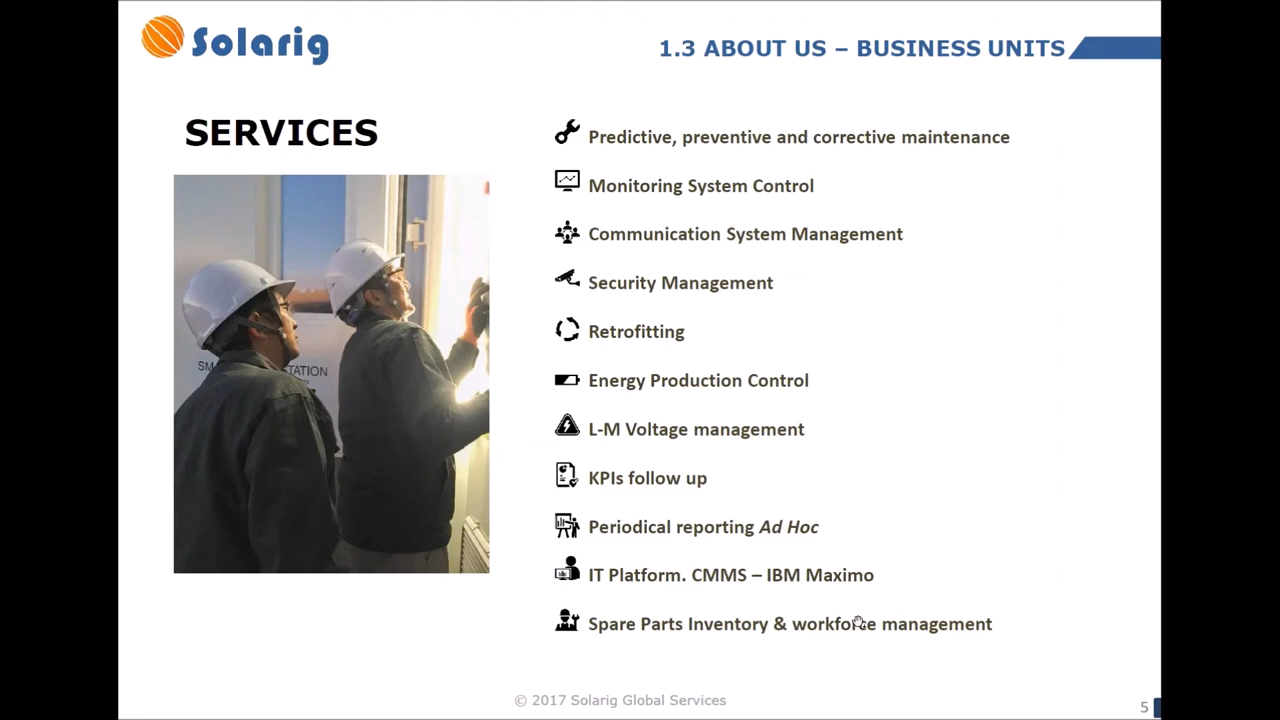 Solarig
1.3 ABOUT US – BUSINESS UNITS
SERVICES
SM
TATION
Predictive, preventive and corrective maintenance
Monitoring System Control
Communication System Management
Security Management
Retrofitting
Energy Production Control
L-M Voltage management
KPIs follow up
Periodical reporting Ad Hoc
IT Platform. CMMS – IBM Maximo
Spare Parts Inventory & workforce management
© 2017 Solarig Global Services
5